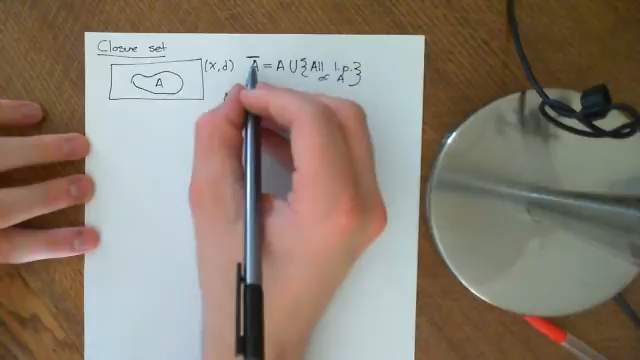 Closure set
(X,d) A̅ = A ∪ {All l.p.
of A}
A